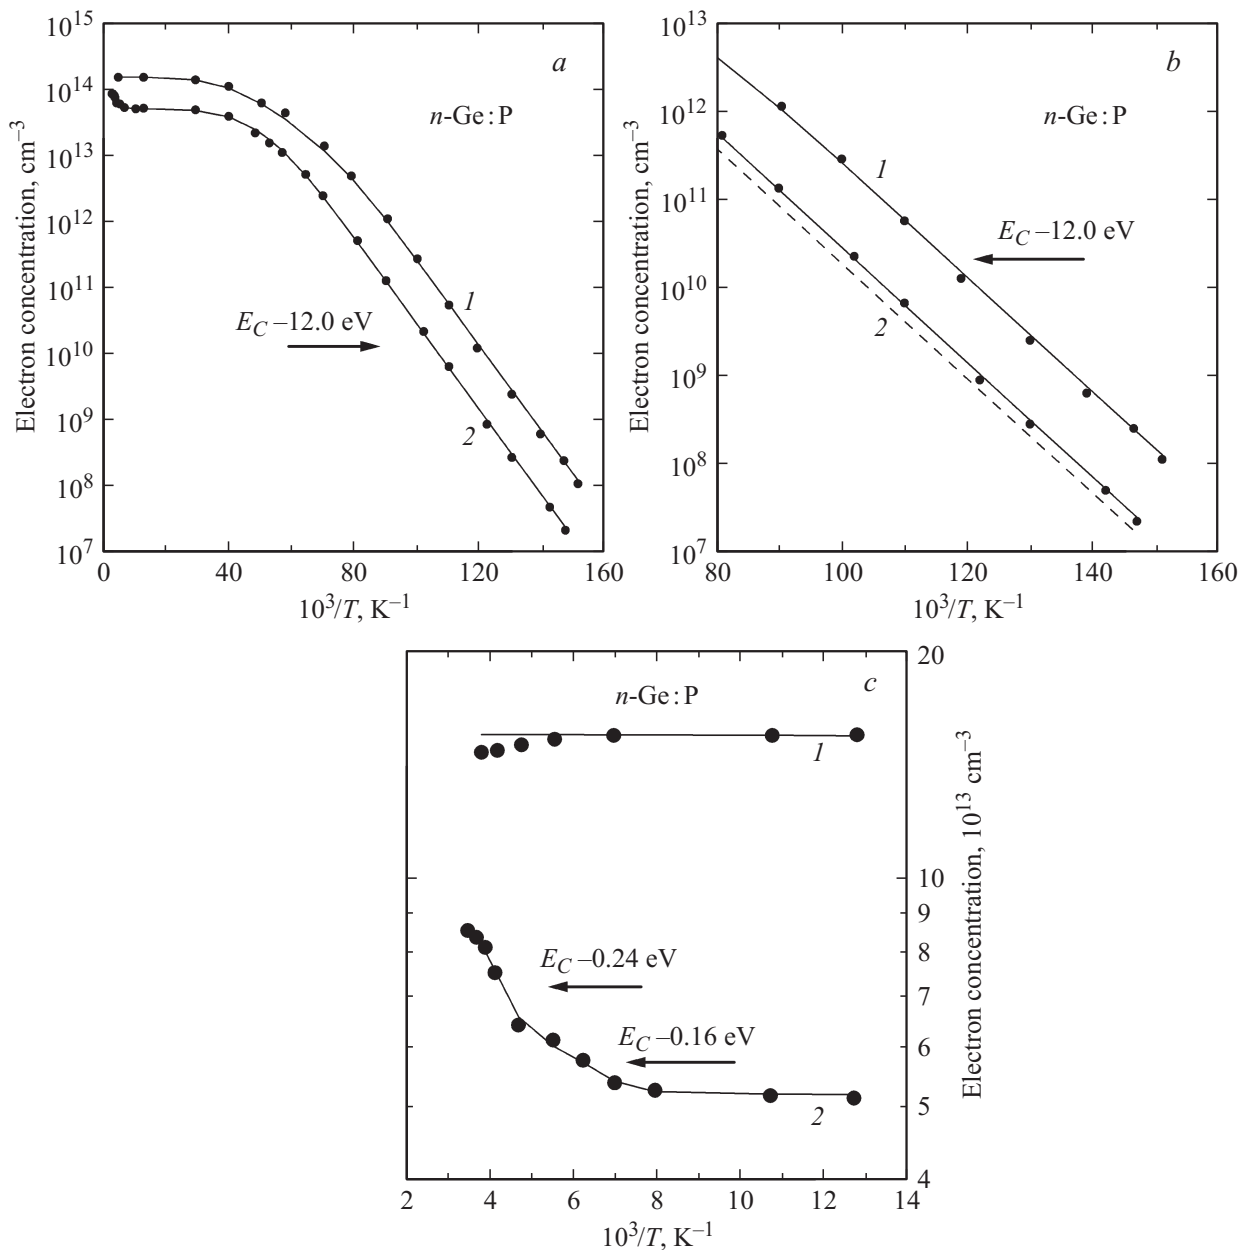 10^15
10^14
10^13
10^12
10^11
10^10
10^9
10^8
10^7
Electron concentration, cm^–3
a
n-Ge : P
1
E_C –12.0 eV
2
0 40 80 120 160
10^3/T, K^–1
10^13
10^12
10^11
10^10
10^9
10^8
10^7
Electron concentration, cm^–3
b
n-Ge : P
1
E_C –12.0 eV
2
80 100 120 140 160
10^3/T, K^–1
c
n-Ge : P
1
E_C –0.24 eV
E_C –0.16 eV
2
20
10
9
8
7
6
5
4
Electron concentration, 10^13 cm^–3
2 4 6 8 10 12 14
10^3/T, K^–1